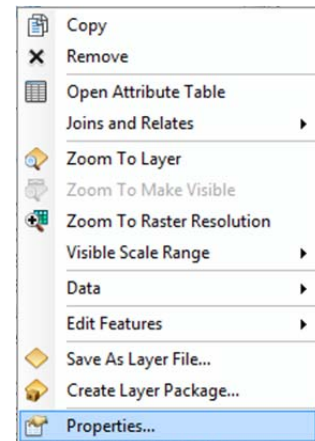 Copy
Remove
Open Attribute Table
Joins and Relates
Zoom To Layer
Zoom To Make Visible
Zoom To Raster Resolution
Visible Scale Range
Data
Edit Features
Save As Layer File...
Create Layer Package...
Properties...